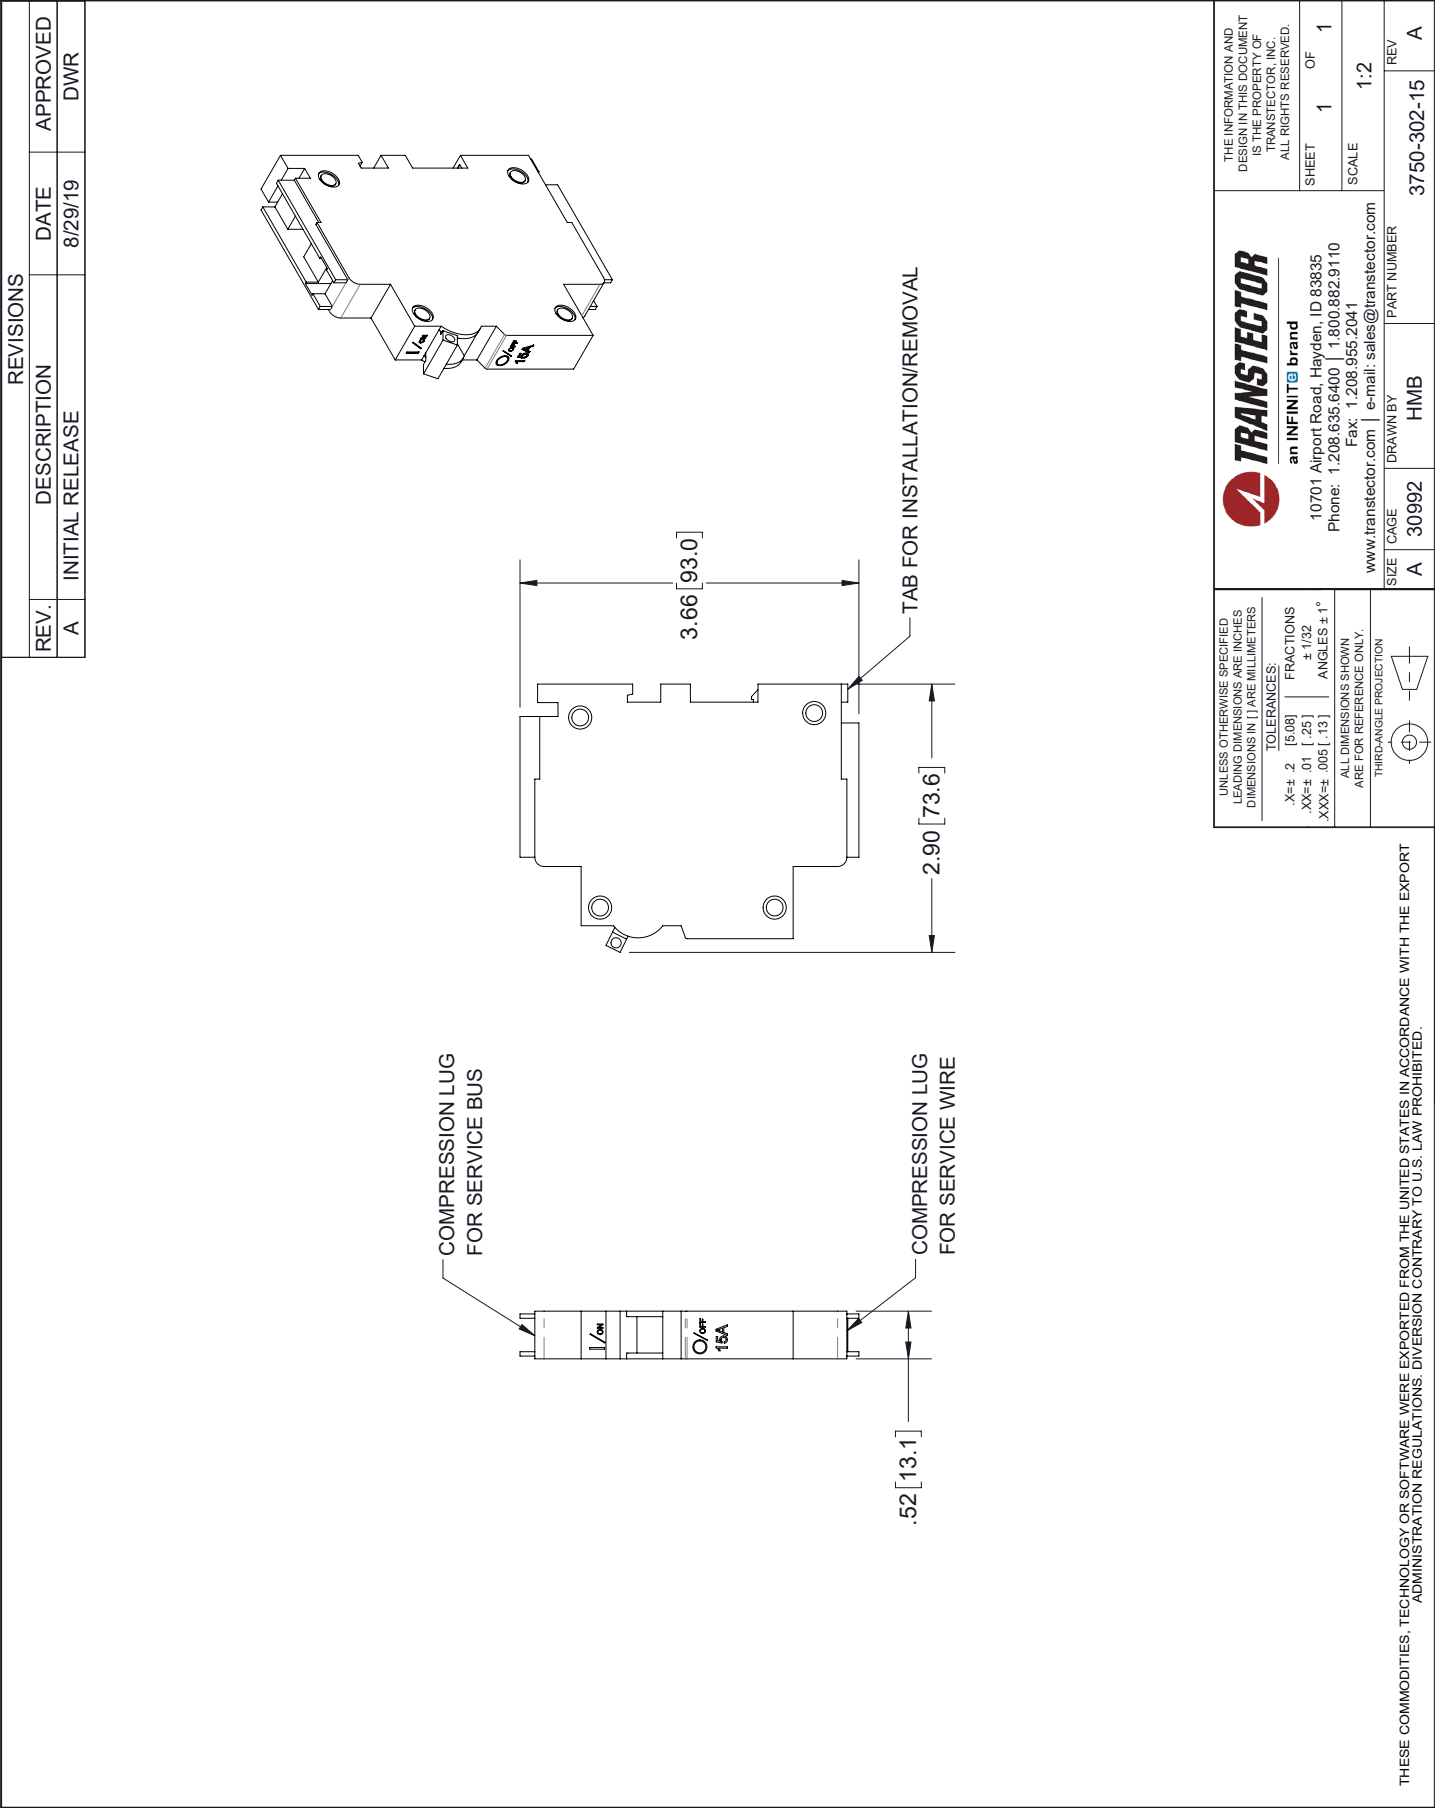 REVISIONS
REV. DESCRIPTION DATE APPROVED
A INITIAL RELEASE 8/29/19 DWR
COMPRESSION LUG
FOR SERVICE BUS
I/ON
O/OFF
15A
COMPRESSION LUG
FOR SERVICE WIRE
.52 [13.1]
3.66 [93.0]
2.90 [73.6]
TAB FOR INSTALLATION/REMOVAL
I/ON
O/OFF
15A
UNLESS OTHERWISE SPECIFIED
LEADING DIMENSIONS ARE INCHES
DIMENSIONS IN [ ] ARE MILLIMETERS
TOLERANCES:
.X=± .2 [5.08] FRACTIONS
.XX=± .01 [ .25] ± 1/32
.XXX=± .005 [ .13] ANGLES ± 1°
ALL DIMENSIONS SHOWN
ARE FOR REFERENCE ONLY.
THIRD-ANGLE PROJECTION
TRANSTECTOR
an INFINITe brand
10701 Airport Road, Hayden, ID 83835
Phone: 1.208.635.6400 | 1.800.882.9110
Fax: 1.208.955.2041
www.transtector.com | e-mail: sales@transtector.com
THE INFORMATION AND
DESIGN IN THIS DOCUMENT
IS THE PROPERTY OF
TRANSTECTOR, INC.
ALL RIGHTS RESERVED.
SHEET 1 OF 1
SCALE 1:2
SIZE A
CAGE 30992
DRAWN BY HMB
PART NUMBER 3750-302-15
REV A
THESE COMMODITIES, TECHNOLOGY OR SOFTWARE WERE EXPORTED FROM THE UNITED STATES IN ACCORDANCE WITH THE EXPORT
ADMINISTRATION REGULATIONS. DIVERSION CONTRARY TO U.S. LAW PROHIBITED.